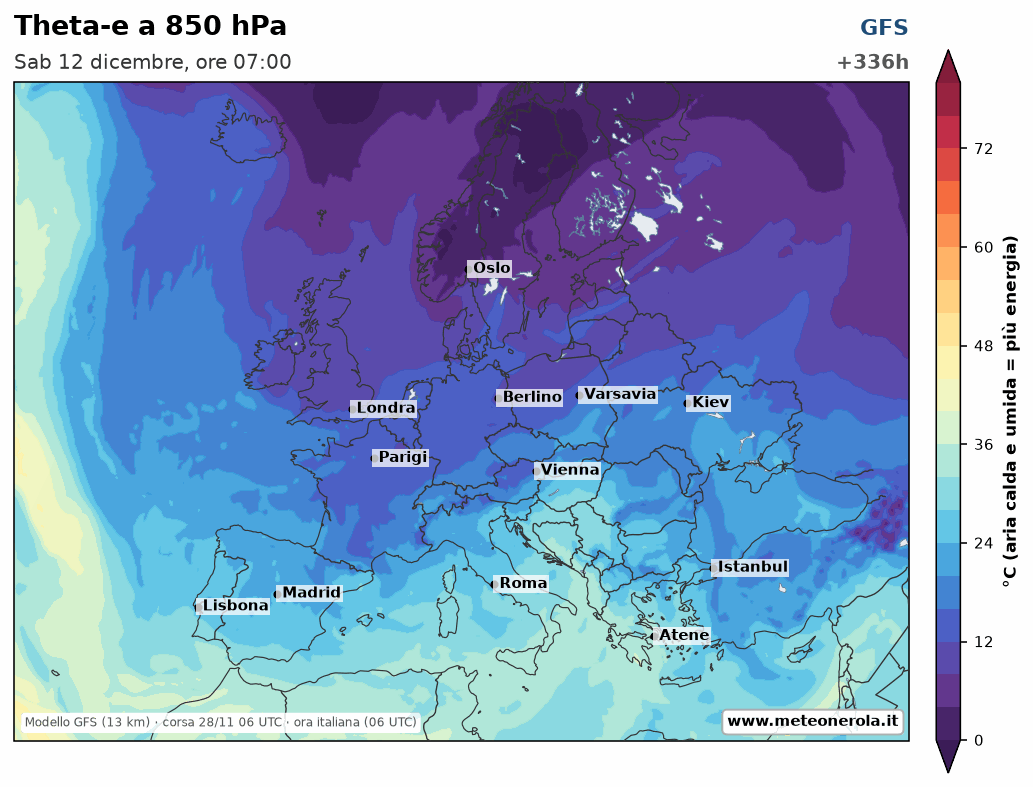 Theta-e a 850 hPa
GFS
Sab 12 dicembre, ore 07:00
+336h
Oslo
Londra
Berlino
Varsavia
Kiev
Parigi
Vienna
Istanbul
Roma
Madrid
Lisbona
Atene
Modello GFS (13 km) · corsa 28/11 06 UTC · ora italiana (06 UTC)
www.meteonerola.it
72
60
48
36
24
12
0
°C (aria calda e umida = più energia)